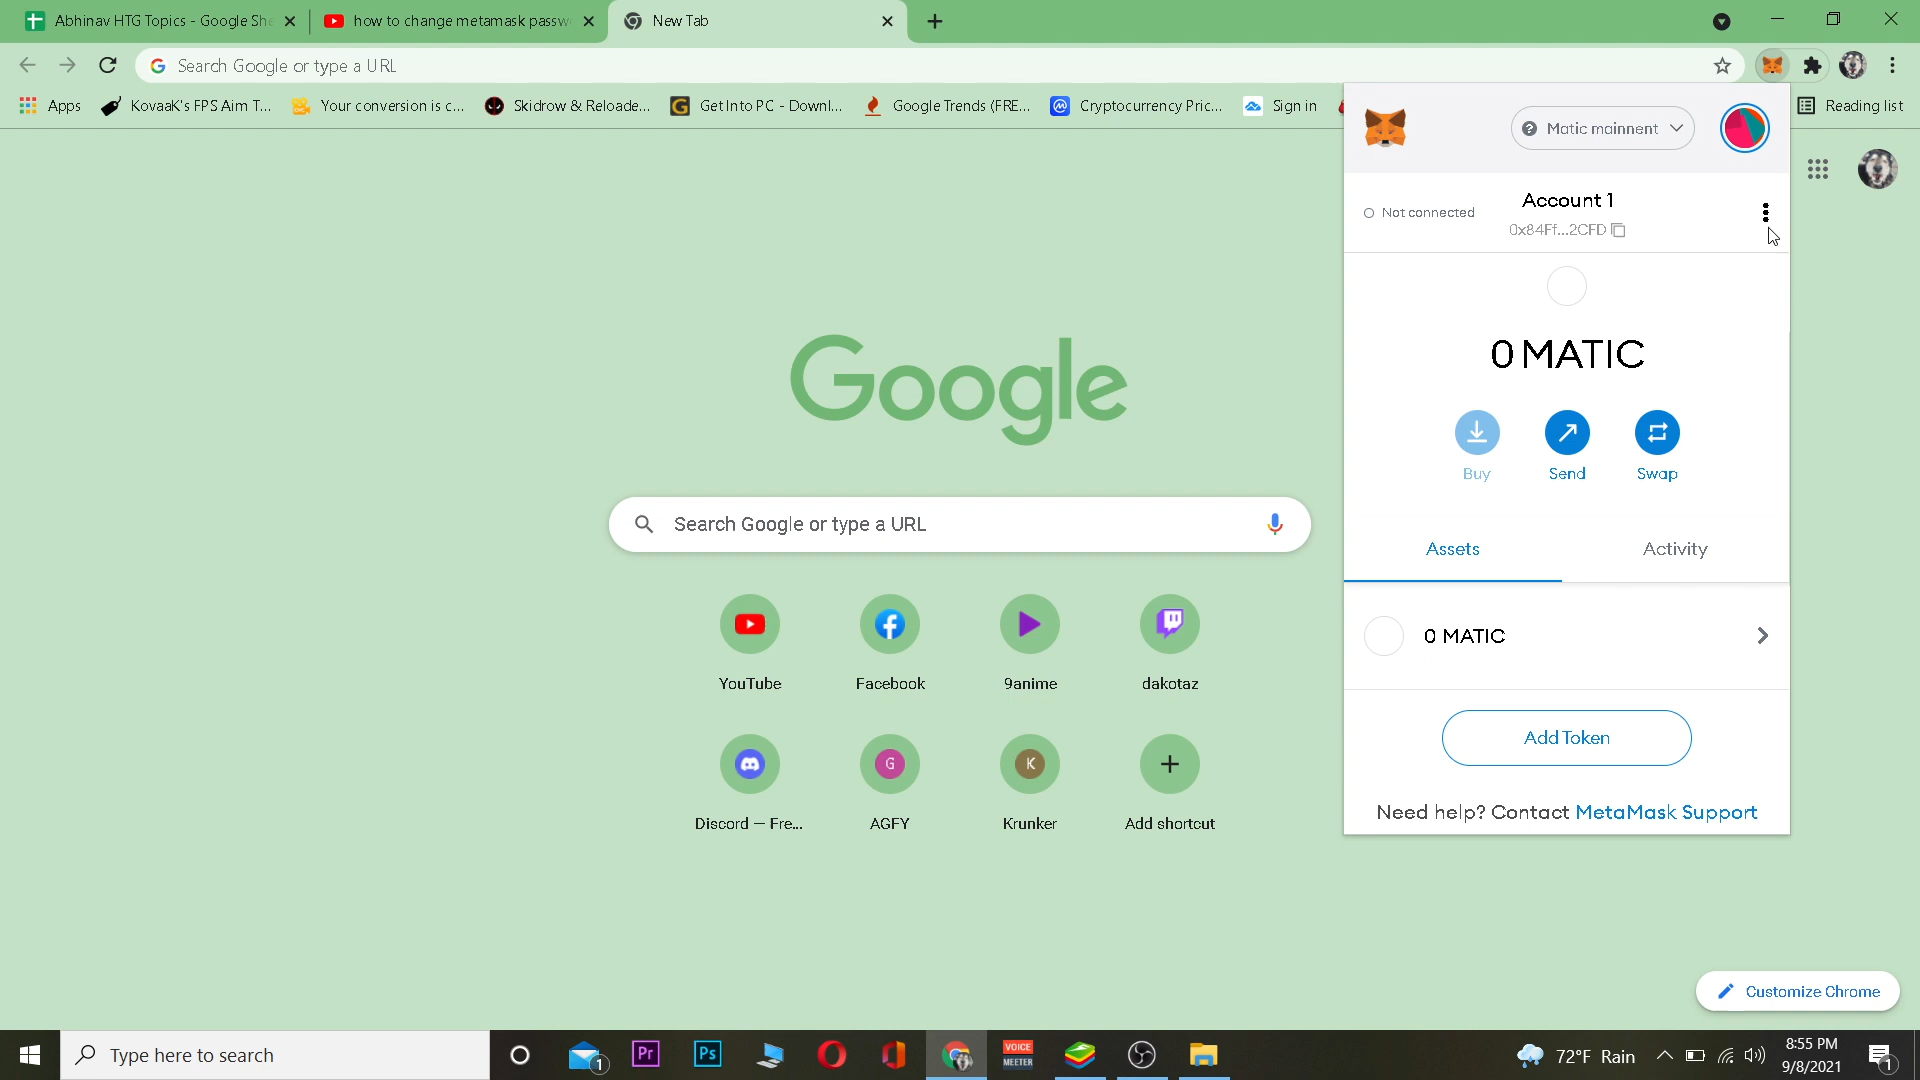 Abhinav HTG Topics - Google She
how to change metamask passw
New Tab
Search Google or type a URL
Apps
KovaaK's FPS Aim T...
Your conversion is c...
Skidrow & Reloade...
Get Into PC - Downl...
Google Trends (FRE...
Cryptocurrency Pric...
Sign in
Reading list
Matic mainnent
Not connected
Account 1
0x84Ff...2CFD
0 MATIC
Buy
Send
Swap
Assets
Activity
0 MATIC
Add Token
Need help? Contact MetaMask Support
Google
Search Google or type a URL
YouTube
Facebook
9anime
dakotaz
G
K
Discord — Fre...
AGFY
Krunker
Add shortcut
Customize Chrome
Type here to search
1
Pr
Ps
VOICE
MEETER
72°F Rain
8:55 PM
9/8/2021
1